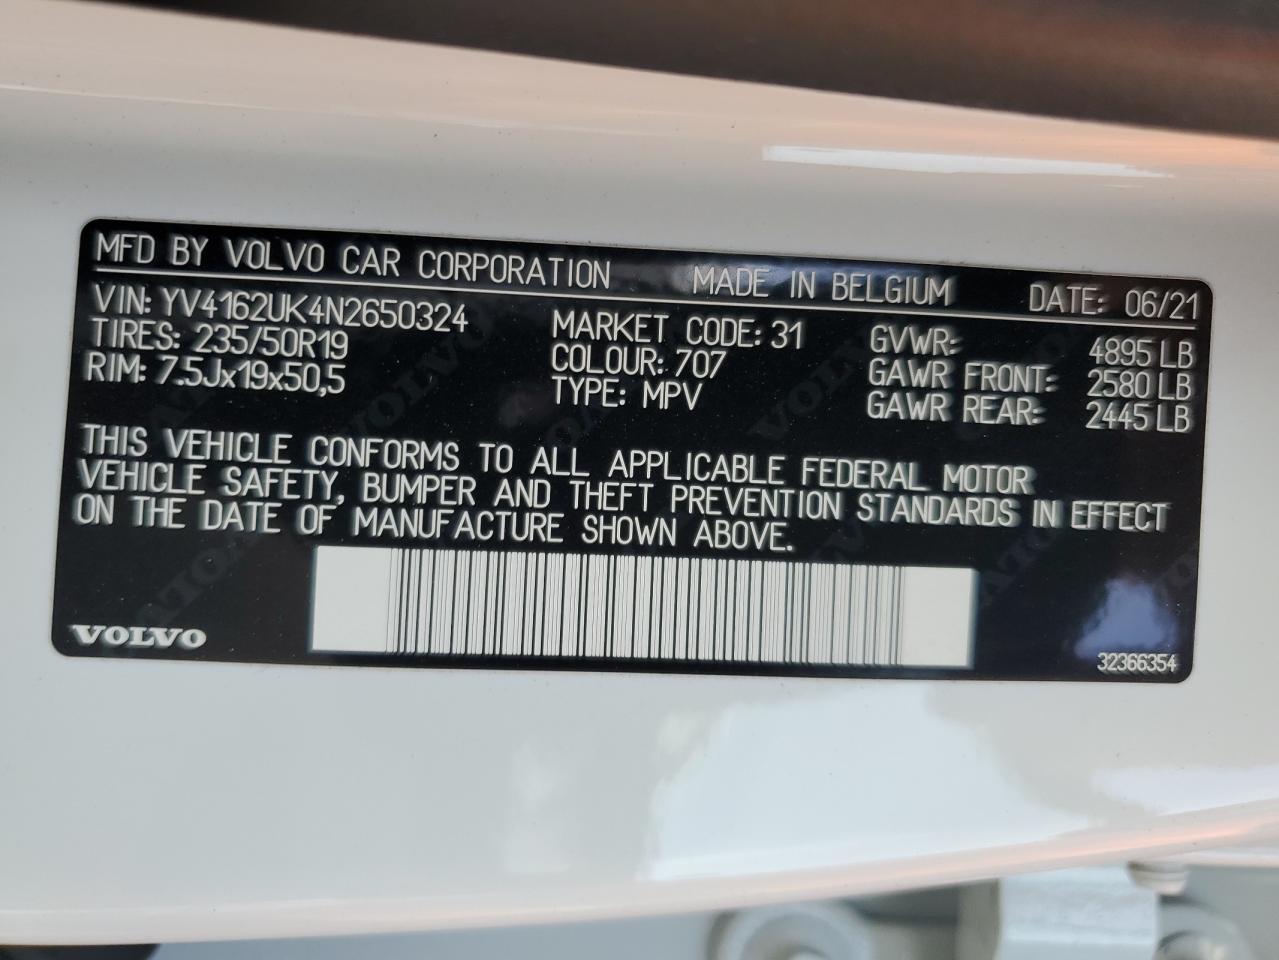 MFD BY VOLVO CAR CORPORATION MADE IN BELGIUM DATE: 06/21
VIN: YV4162UK4N2650324 MARKET CODE: 31 GVWR: 4895 LB
TIRES: 235/50R19 COLOUR: 707 GAWR FRONT: 2580 LB
RIM: 7.5Jx19x50,5 TYPE: MPV GAWR REAR: 2445 LB
THIS VEHICLE CONFORMS TO ALL APPLICABLE FEDERAL MOTOR
VEHICLE SAFETY, BUMPER AND THEFT PREVENTION STANDARDS IN EFFECT
ON THE DATE OF MANUFACTURE SHOWN ABOVE.
VOLVO
32366354